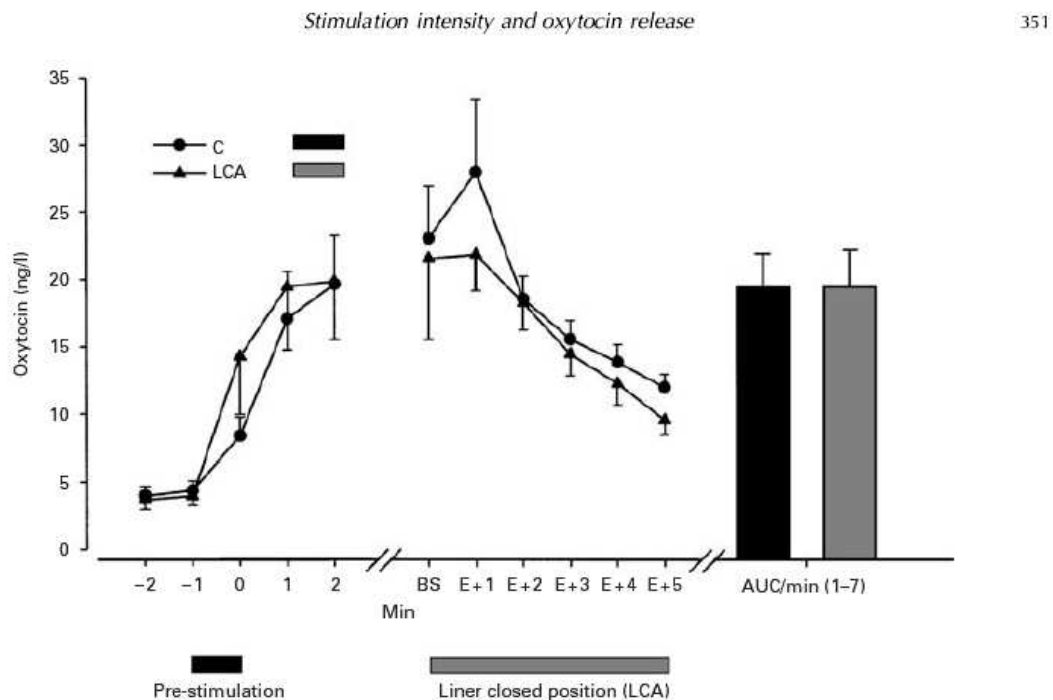 Stimulation intensity and oxytocin release 351
35
30
25
20
15
10
5
0
Oxytocin (ng/l)
C
LCA
−2 −1 0 1 2 BS E+1 E+2 E+3 E+4 E+5 AUC/min (1–7)
Min
Pre-stimulation Liner closed position (LCA)